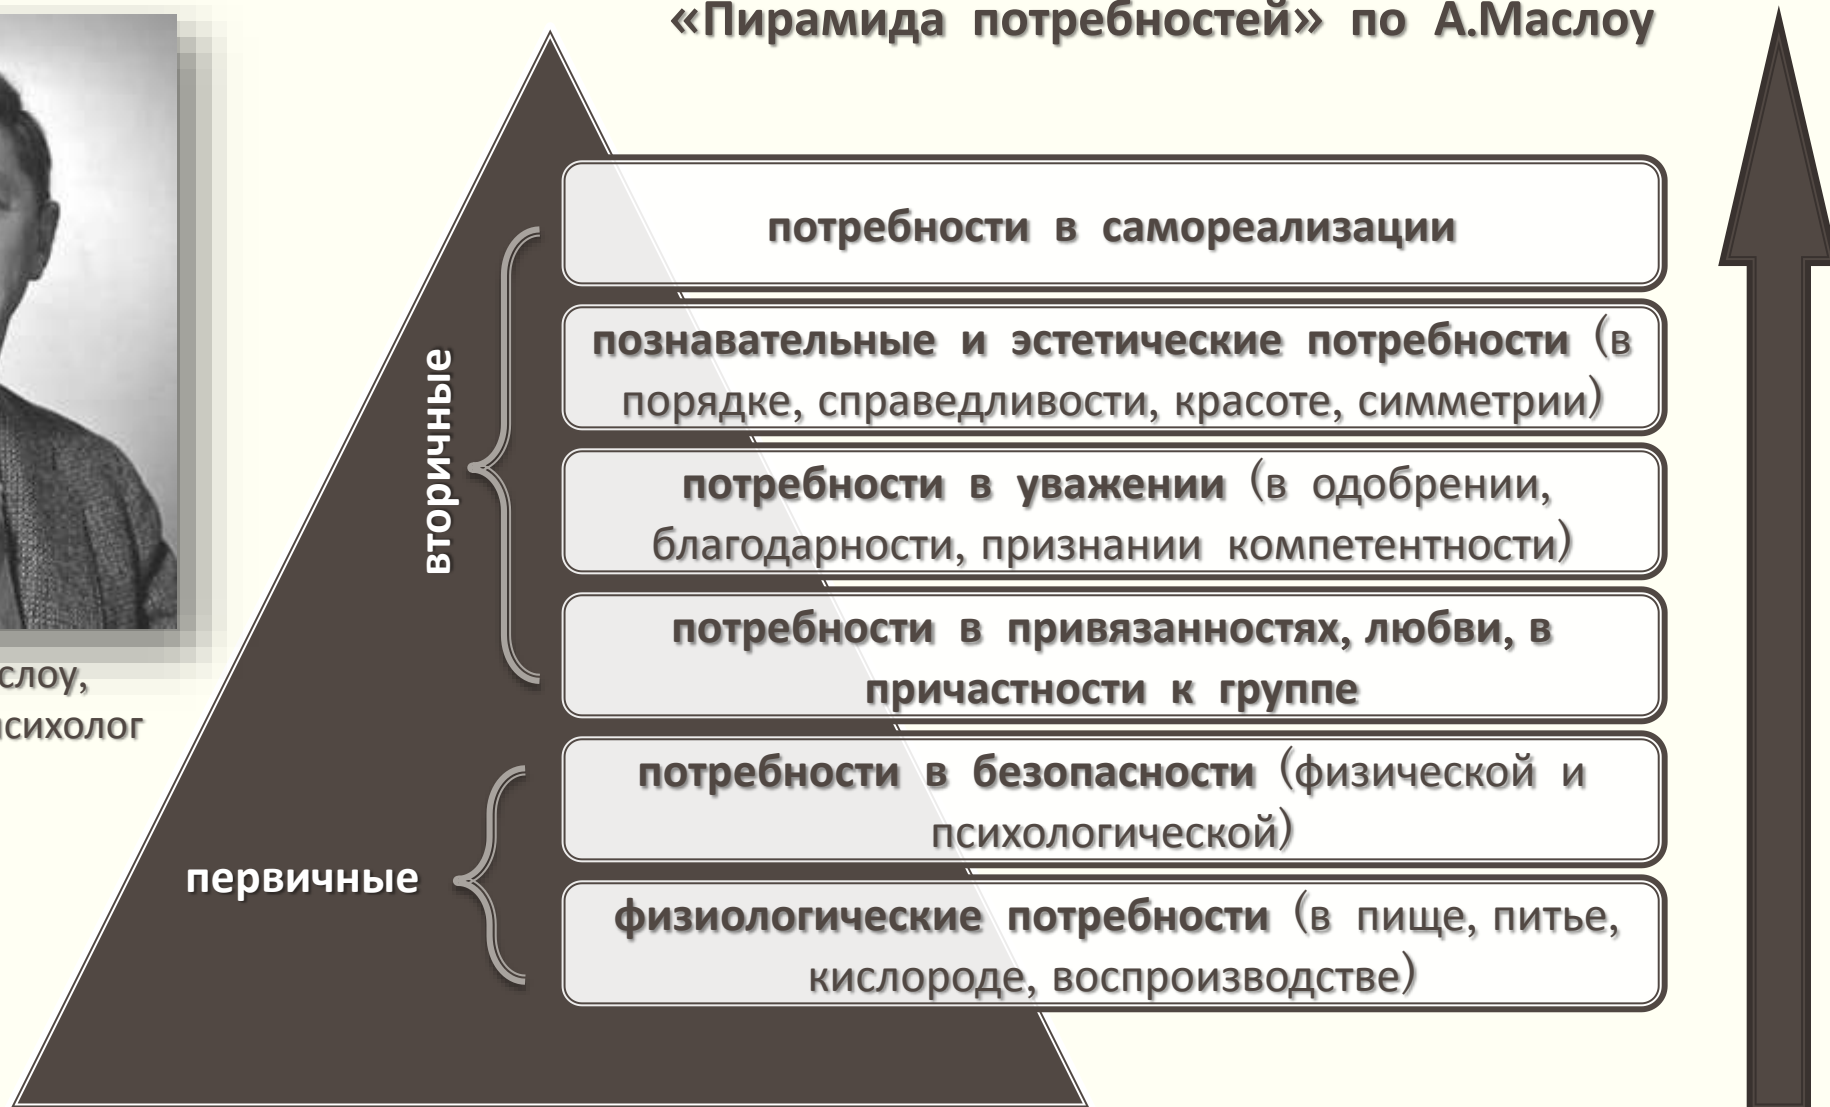 «Пирамида потребностей» по А.Маслоу
потребности в самореализации
познавательные и эстетические потребности (в
порядке, справедливости, красоте, симметрии)
потребности в уважении (в одобрении,
благодарности, признании компетентности)
потребности в привязанностях, любви, в
причастности к группе
потребности в безопасности (физической и
психологической)
физиологические потребности (в пище, питье,
кислороде, воспроизводстве)
вторичные
первичные
слоу,
сихолог